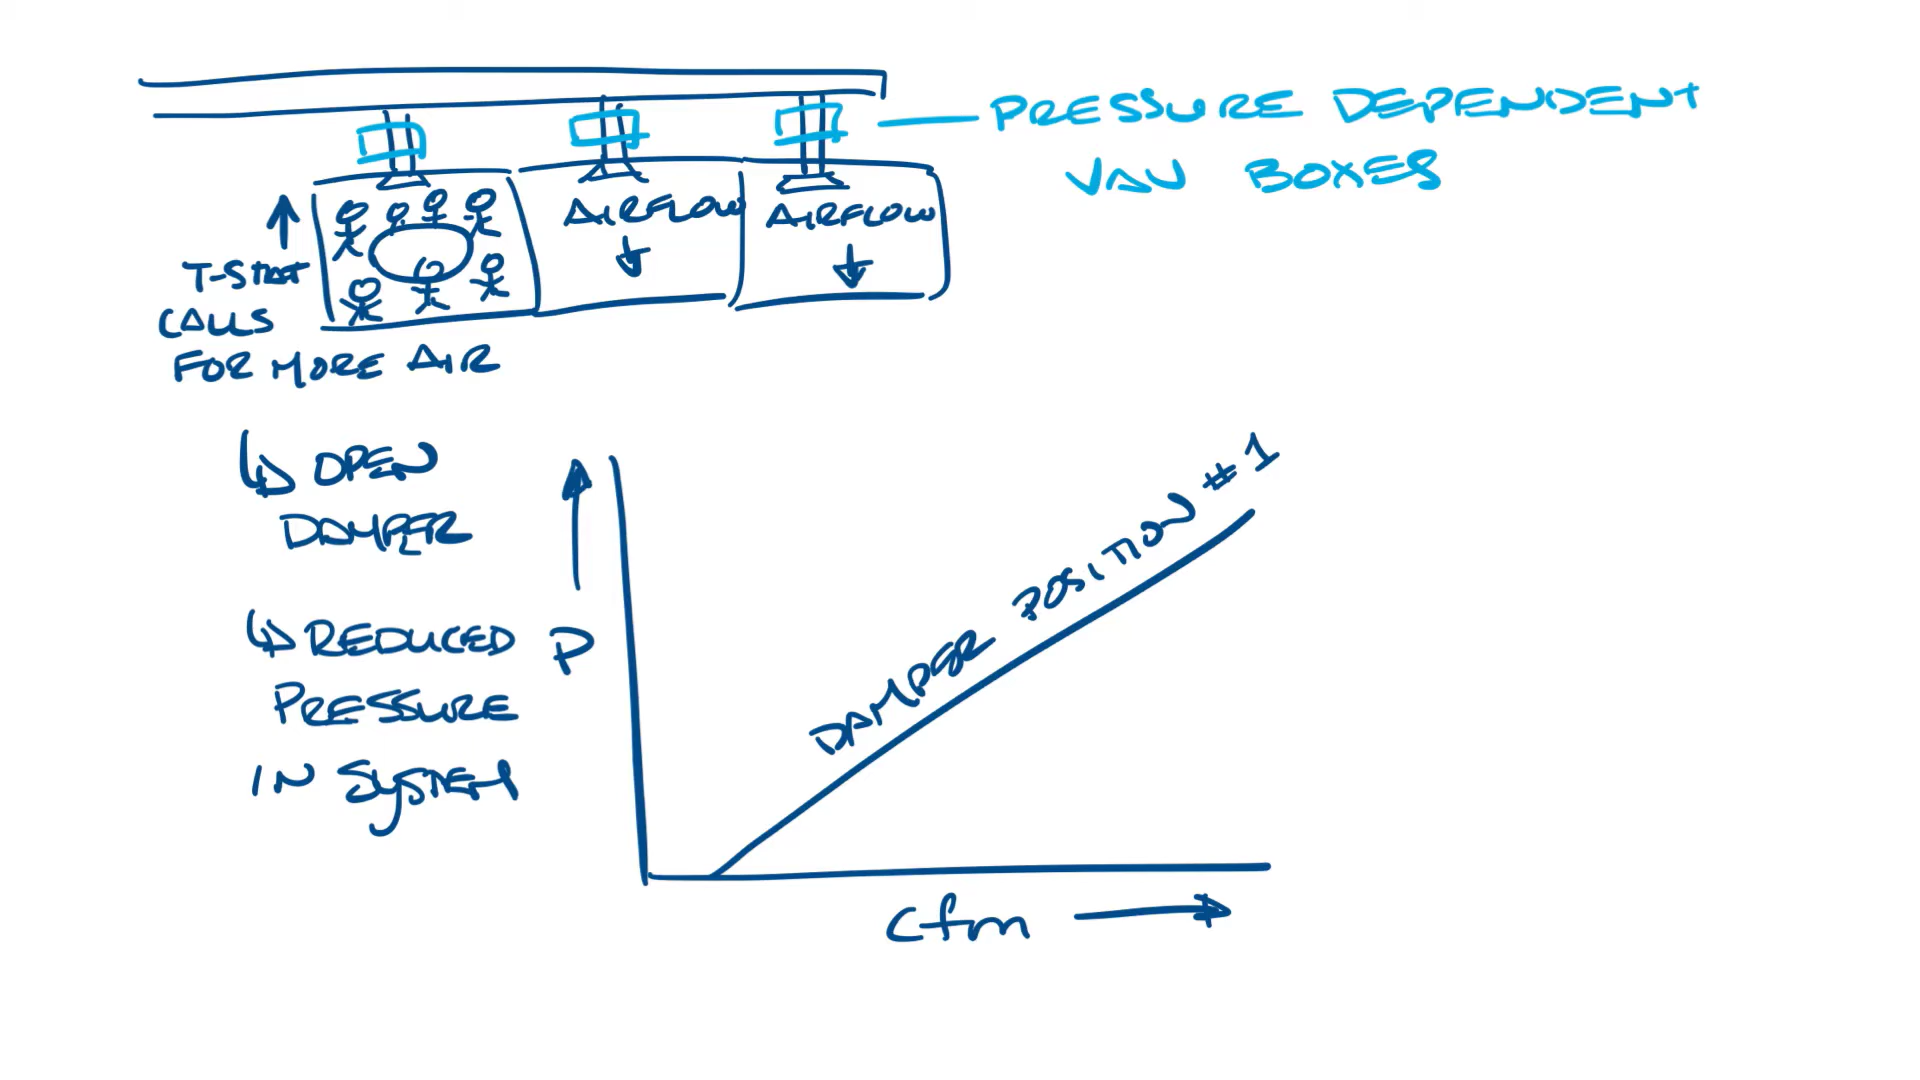 PRESSURE DEPENDENT
VAV BOXES
AIRFLOW
AIRFLOW
T-STAT
CALLS
FOR MORE AIR
OPEN
DAMPER
REDUCED
PRESSURE
IN SYSTEM
P
DAMPER POSITION #1
Cfm